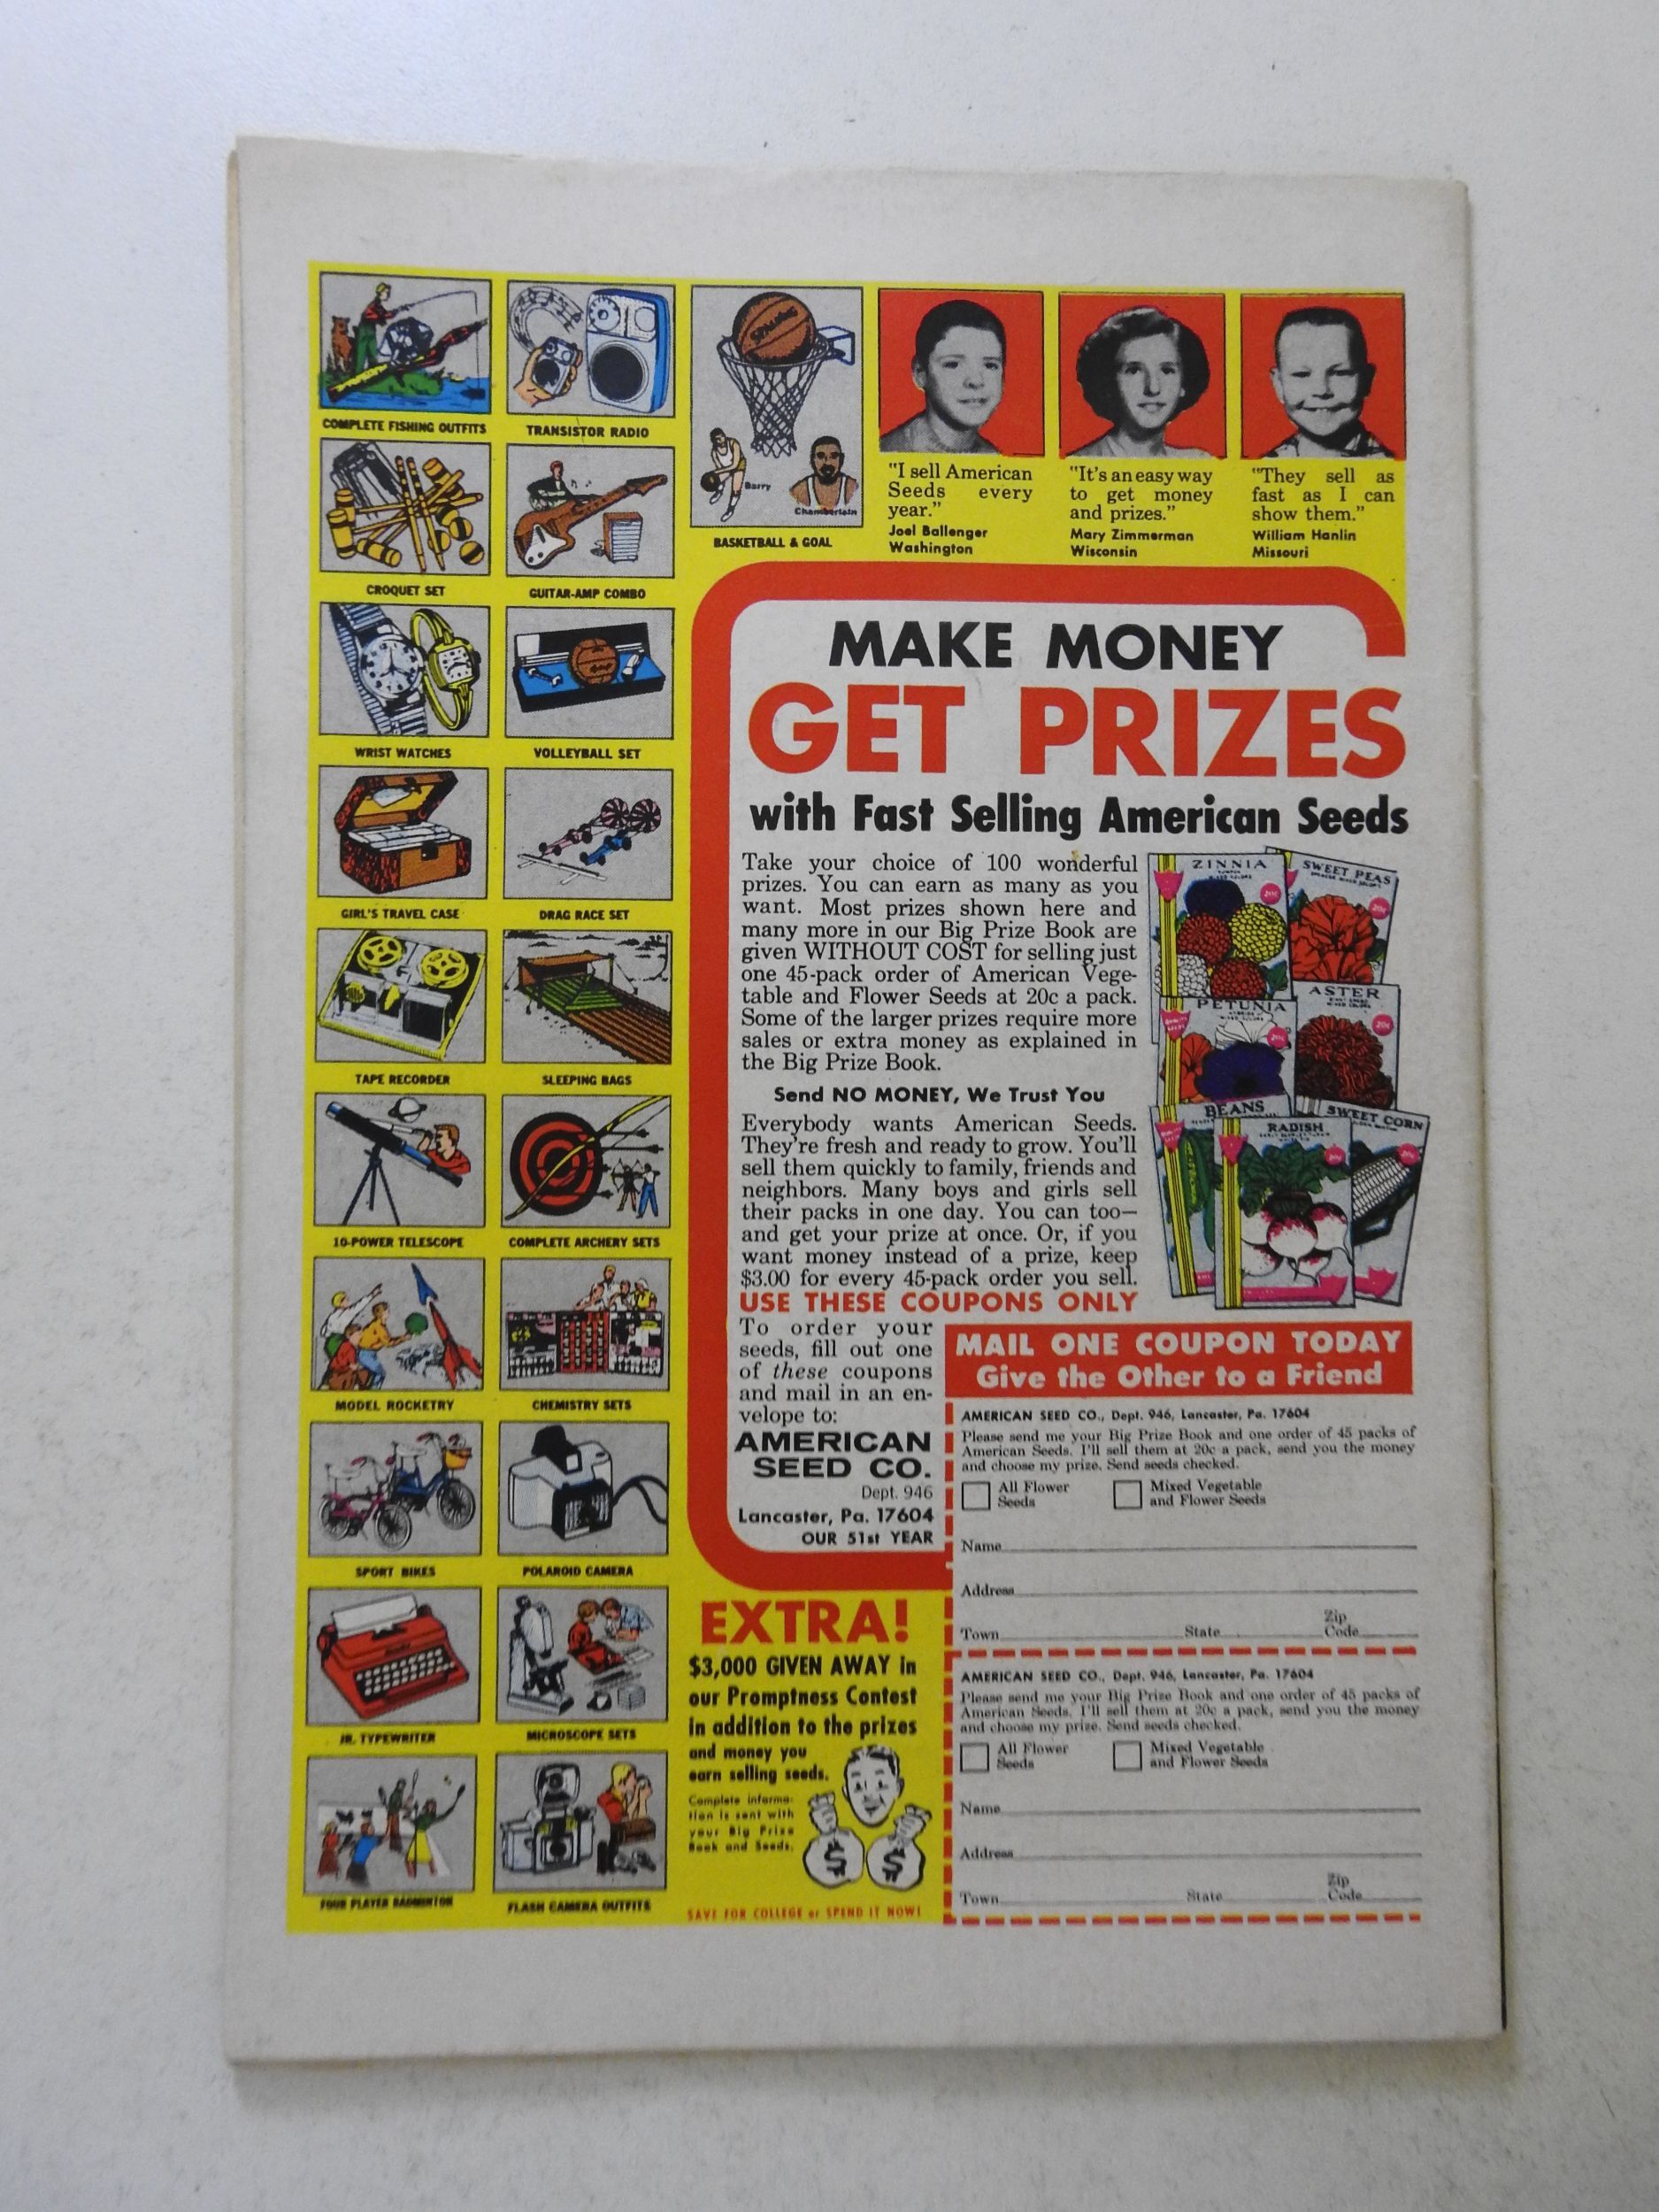 COMPLETE FISHING OUTFITS
TRANSISTOR RADIO
CROQUET SET
GUITAR-AMP COMBO
WRIST WATCHES
VOLLEYBALL SET
GIRL'S TRAVEL CASE
DRAG RACE SET
TAPE RECORDER
SLEEPING BAGS
10-POWER TELESCOPE
COMPLETE ARCHERY SETS
MODEL ROCKETRY
CHEMISTRY SETS
SPORT BIKES
POLAROID CAMERA
JR. TYPEWRITER
MICROSCOPE SETS
FOUR PLAYER BADMINTON
FLASH CAMERA OUTFITS
Barry
Chamberlain
BASKETBALL & GOAL
"I sell American
Seeds every
year."
Joel Ballenger
Washington
"It's an easy way
to get money
and prizes."
Mary Zimmerman
Wisconsin
"They sell as
fast as I can
show them."
William Hanlin
Missouri
MAKE MONEY
GET PRIZES
with Fast Selling American Seeds
Take your choice of 100 wonderful
prizes. You can earn as many as you
want. Most prizes shown here and
many more in our Big Prize Book are
given WITHOUT COST for selling just
one 45-pack order of American Vege-
table and Flower Seeds at 20c a pack.
Some of the larger prizes require more
sales or extra money as explained in
the Big Prize Book.
Send NO MONEY, We Trust You
Everybody wants American Seeds.
They're fresh and ready to grow. You'll
sell them quickly to family, friends and
neighbors. Many boys and girls sell
their packs in one day. You can too—
and get your prize at once. Or, if you
want money instead of a prize, keep
$3.00 for every 45-pack order you sell.
USE THESE COUPONS ONLY
To order your
seeds, fill out one
of these coupons
and mail in an en-
velope to:
AMERICAN
SEED CO.
Dept. 946
Lancaster, Pa. 17604
OUR 51st YEAR
ZINNIA
20c
SWEET PEAS
20c
PETUNIA
20c
ASTER
20c
BEANS
RADISH
20c
SWEET CORN
20c
MAIL ONE COUPON TODAY
Give the Other to a Friend
AMERICAN SEED CO., Dept. 946, Lancaster, Pa. 17604
Please send me your Big Prize Book and one order of 45 packs of
American Seeds. I'll sell them at 20c a pack, send you the money
and choose my prize. Send seeds checked.
All Flower
Seeds
Mixed Vegetable
and Flower Seeds
Name
Address
Town State Zip Code
AMERICAN SEED CO., Dept. 946, Lancaster, Pa. 17604
Please send me your Big Prize Book and one order of 45 packs of
American Seeds. I'll sell them at 20c a pack, send you the money
and choose my prize. Send seeds checked.
All Flower
Seeds
Mixed Vegetable
and Flower Seeds
Name
Address
Town State Zip Code
EXTRA!
$3,000 GIVEN AWAY in
our Promptness Contest
in addition to the prizes
and money you
earn selling seeds.
Complete informa-
tion is sent with
your Big Prize
Book and Seeds.
$ $
SAVE FOR COLLEGE or SPEND IT NOW!